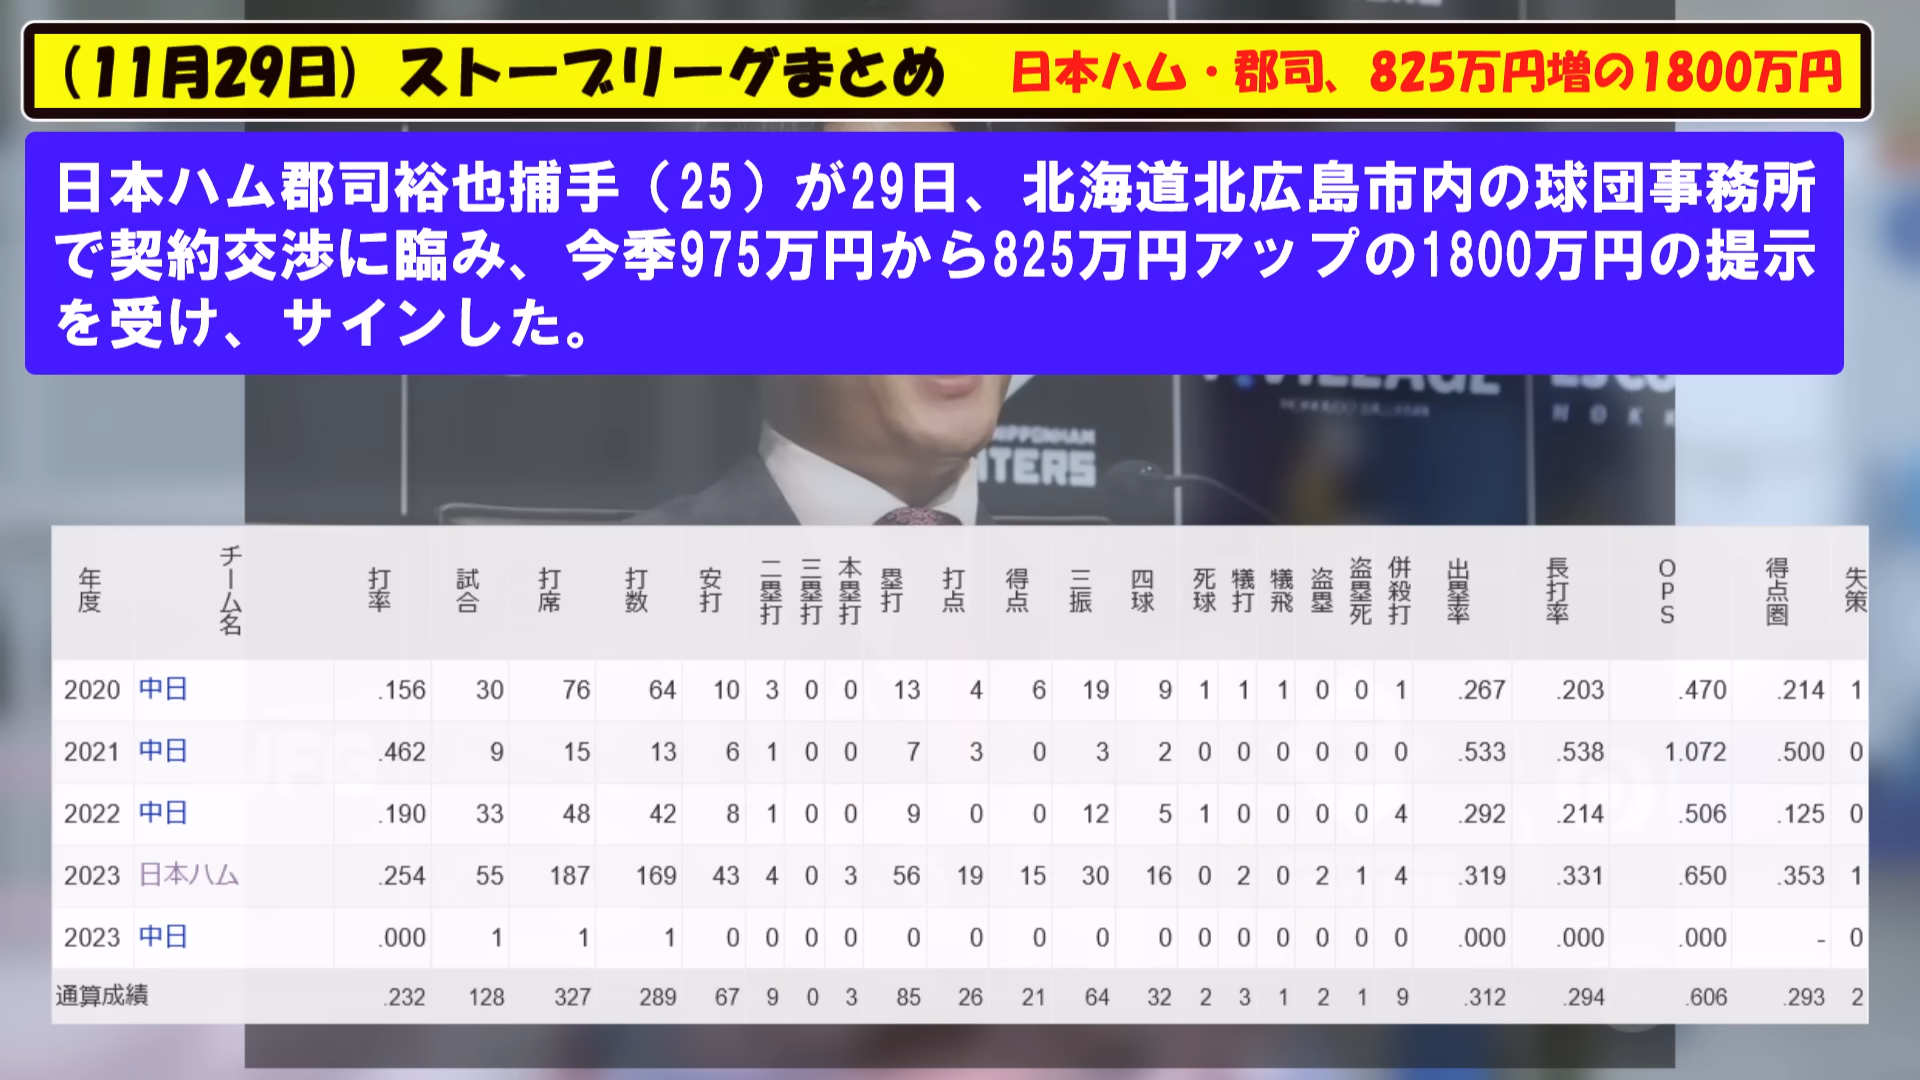 （11月29日）ストーブリーグまとめ 日本ハム・郡司、825万円増の1800万円
日本ハム郡司裕也捕手（25）が29日、北海道北広島市内の球団事務所
で契約交渉に臨み、今季975万円から825万円アップの1800万円の提示
を受け、サインした。
VILLAGE
NIPPONHAM
TERS
年度 チーム名 打率 試合 打席 打数 安打 二塁打 三塁打 本塁打 塁打 打点 得点 三振 四球 死球 犠打 犠飛 盗塁 盗塁死 併殺打 出塁率 長打率 OPS 得点圏 失策
2020 中日 .156 30 76 64 10 3 0 0 13 4 6 19 9 1 1 1 0 0 1 .267 .203 .470 .214 1
2021 中日 .462 9 15 13 6 1 0 0 7 3 0 3 2 0 0 0 0 0 0 .533 .538 1.072 .500 0
2022 中日 .190 33 48 42 8 1 0 0 9 0 0 12 5 1 0 0 0 0 4 .292 .214 .506 .125 0
2023 日本ハム .254 55 187 169 43 4 0 3 56 19 15 30 16 0 2 0 2 1 4 .319 .331 .650 .353 1
2023 中日 .000 1 1 1 0 0 0 0 0 0 0 0 0 0 0 0 0 0 0 .000 .000 .000 - 0
通算成績 .232 128 327 289 67 9 0 3 85 26 21 64 32 2 3 1 2 1 9 .312 .294 .606 .293 2